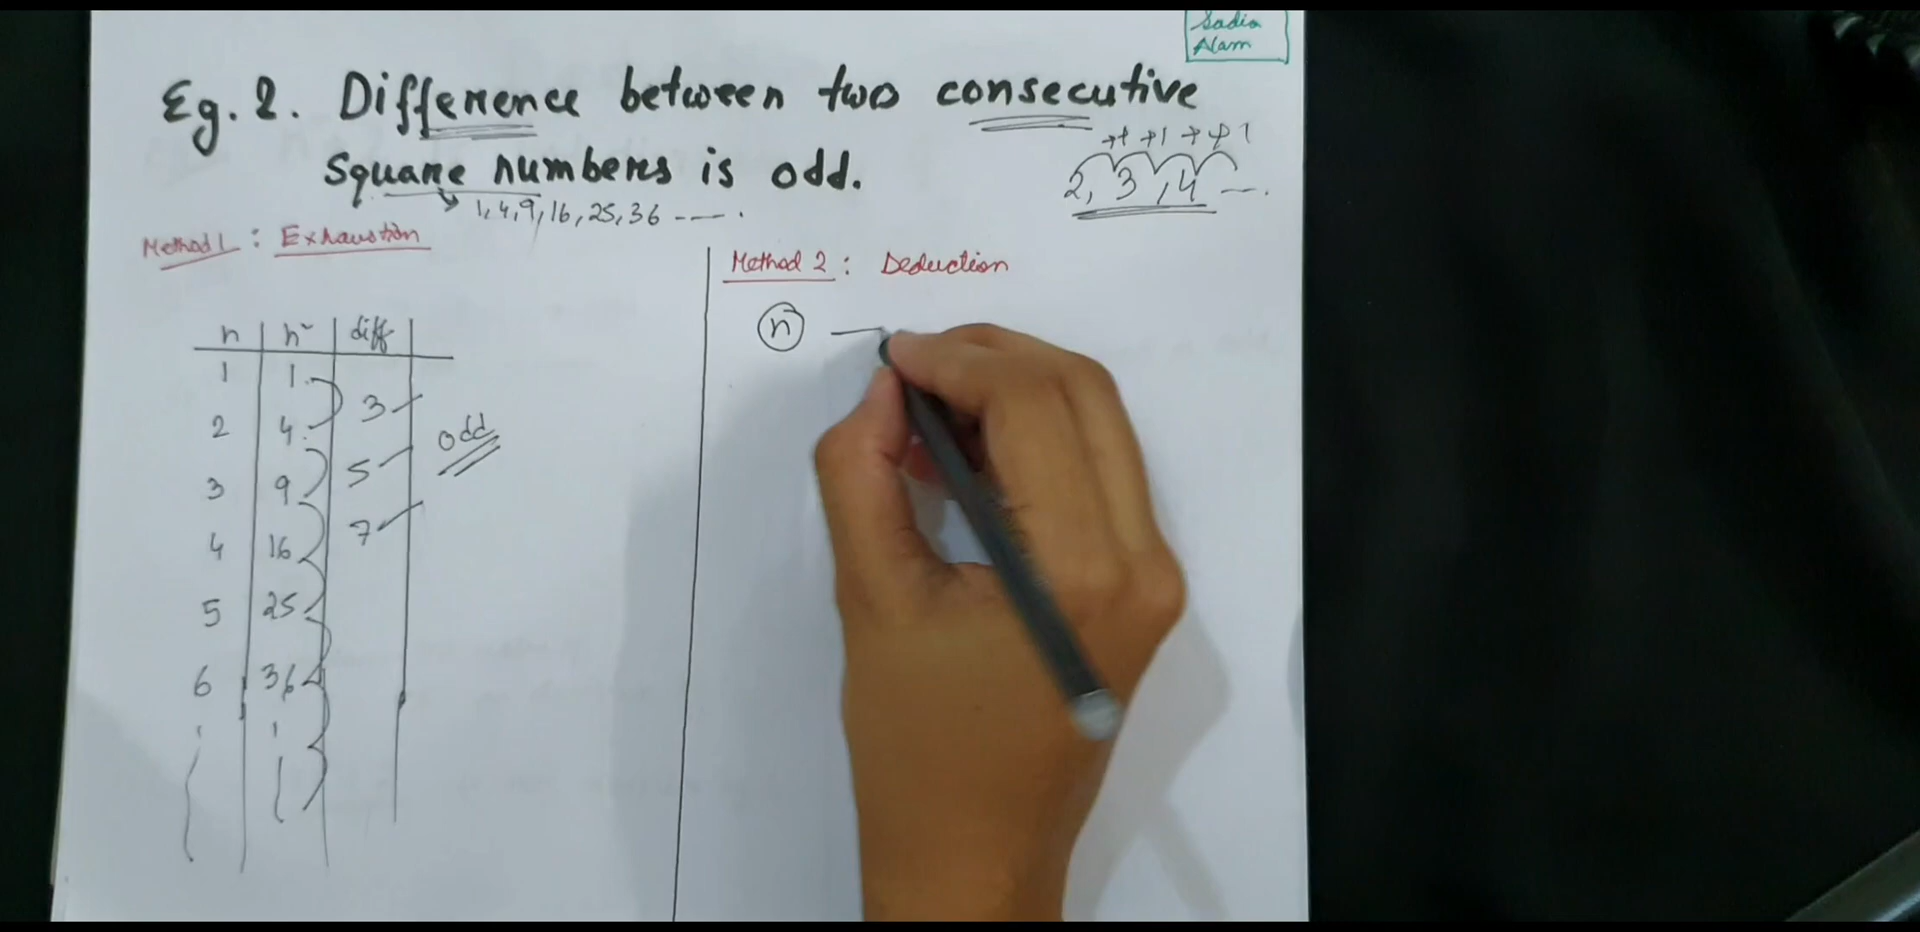 Sadia
Alam
Eg. 2. Difference between two consecutive
Square numbers is odd.
+1 +1 +1
2, 3, 4 ---.
1, 4, 9, 16, 25, 36 ---- .
Method 1 : Exhaustion
Method 2 : Deduction
n n² diff
n
1 1
3
2 4
odd
3 9
5
4 16
7
5 25
6 36